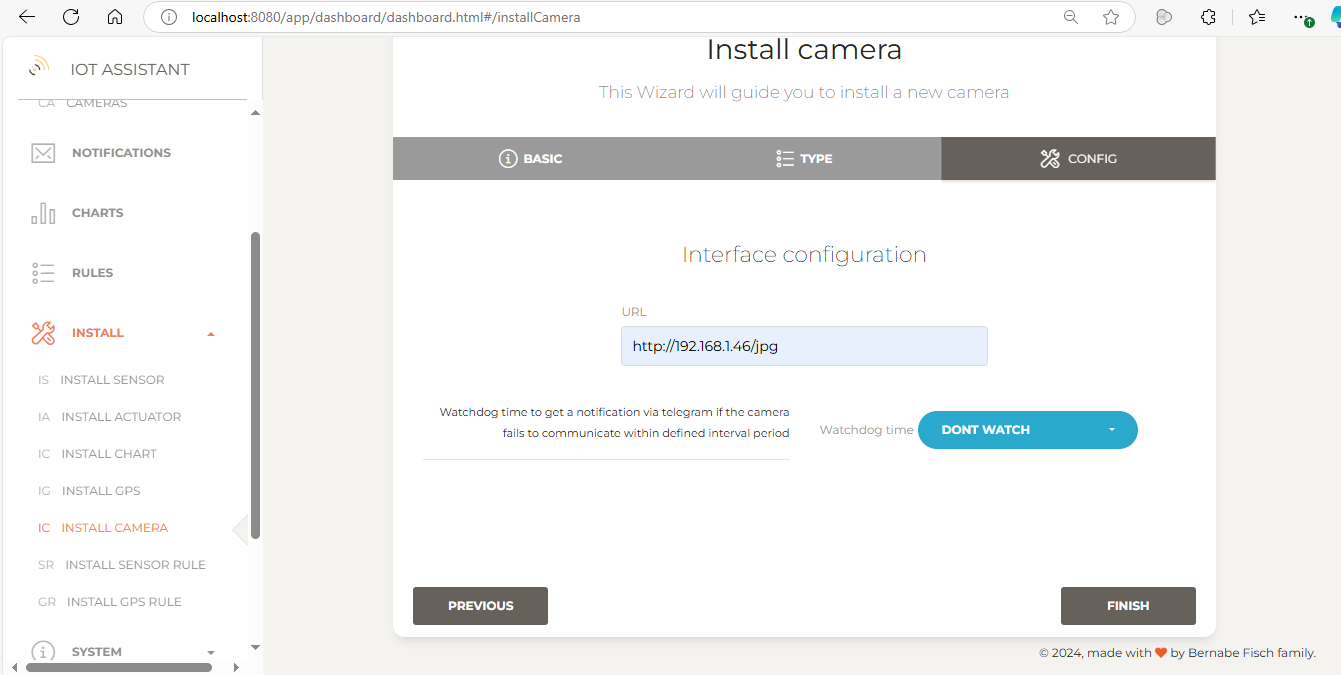 localhost:8080/app/dashboard/dashboard.html#/installCamera
IOT ASSISTANT
CA CAMERAS
NOTIFICATIONS
CHARTS
RULES
INSTALL
IS INSTALL SENSOR
IA INSTALL ACTUATOR
IC INSTALL CHART
IG INSTALL GPS
IC INSTALL CAMERA
SR INSTALL SENSOR RULE
GR INSTALL GPS RULE
SYSTEM
Install camera
This Wizard will guide you to install a new camera
BASIC
TYPE
CONFIG
Interface configuration
URL
http://192.168.1.46/jpg
Watchdog time to get a notification via telegram if the camera
fails to communicate within defined interval period
Watchdog time
DONT WATCH
PREVIOUS
FINISH
© 2024, made with ❤ by Bernabe Fisch family.